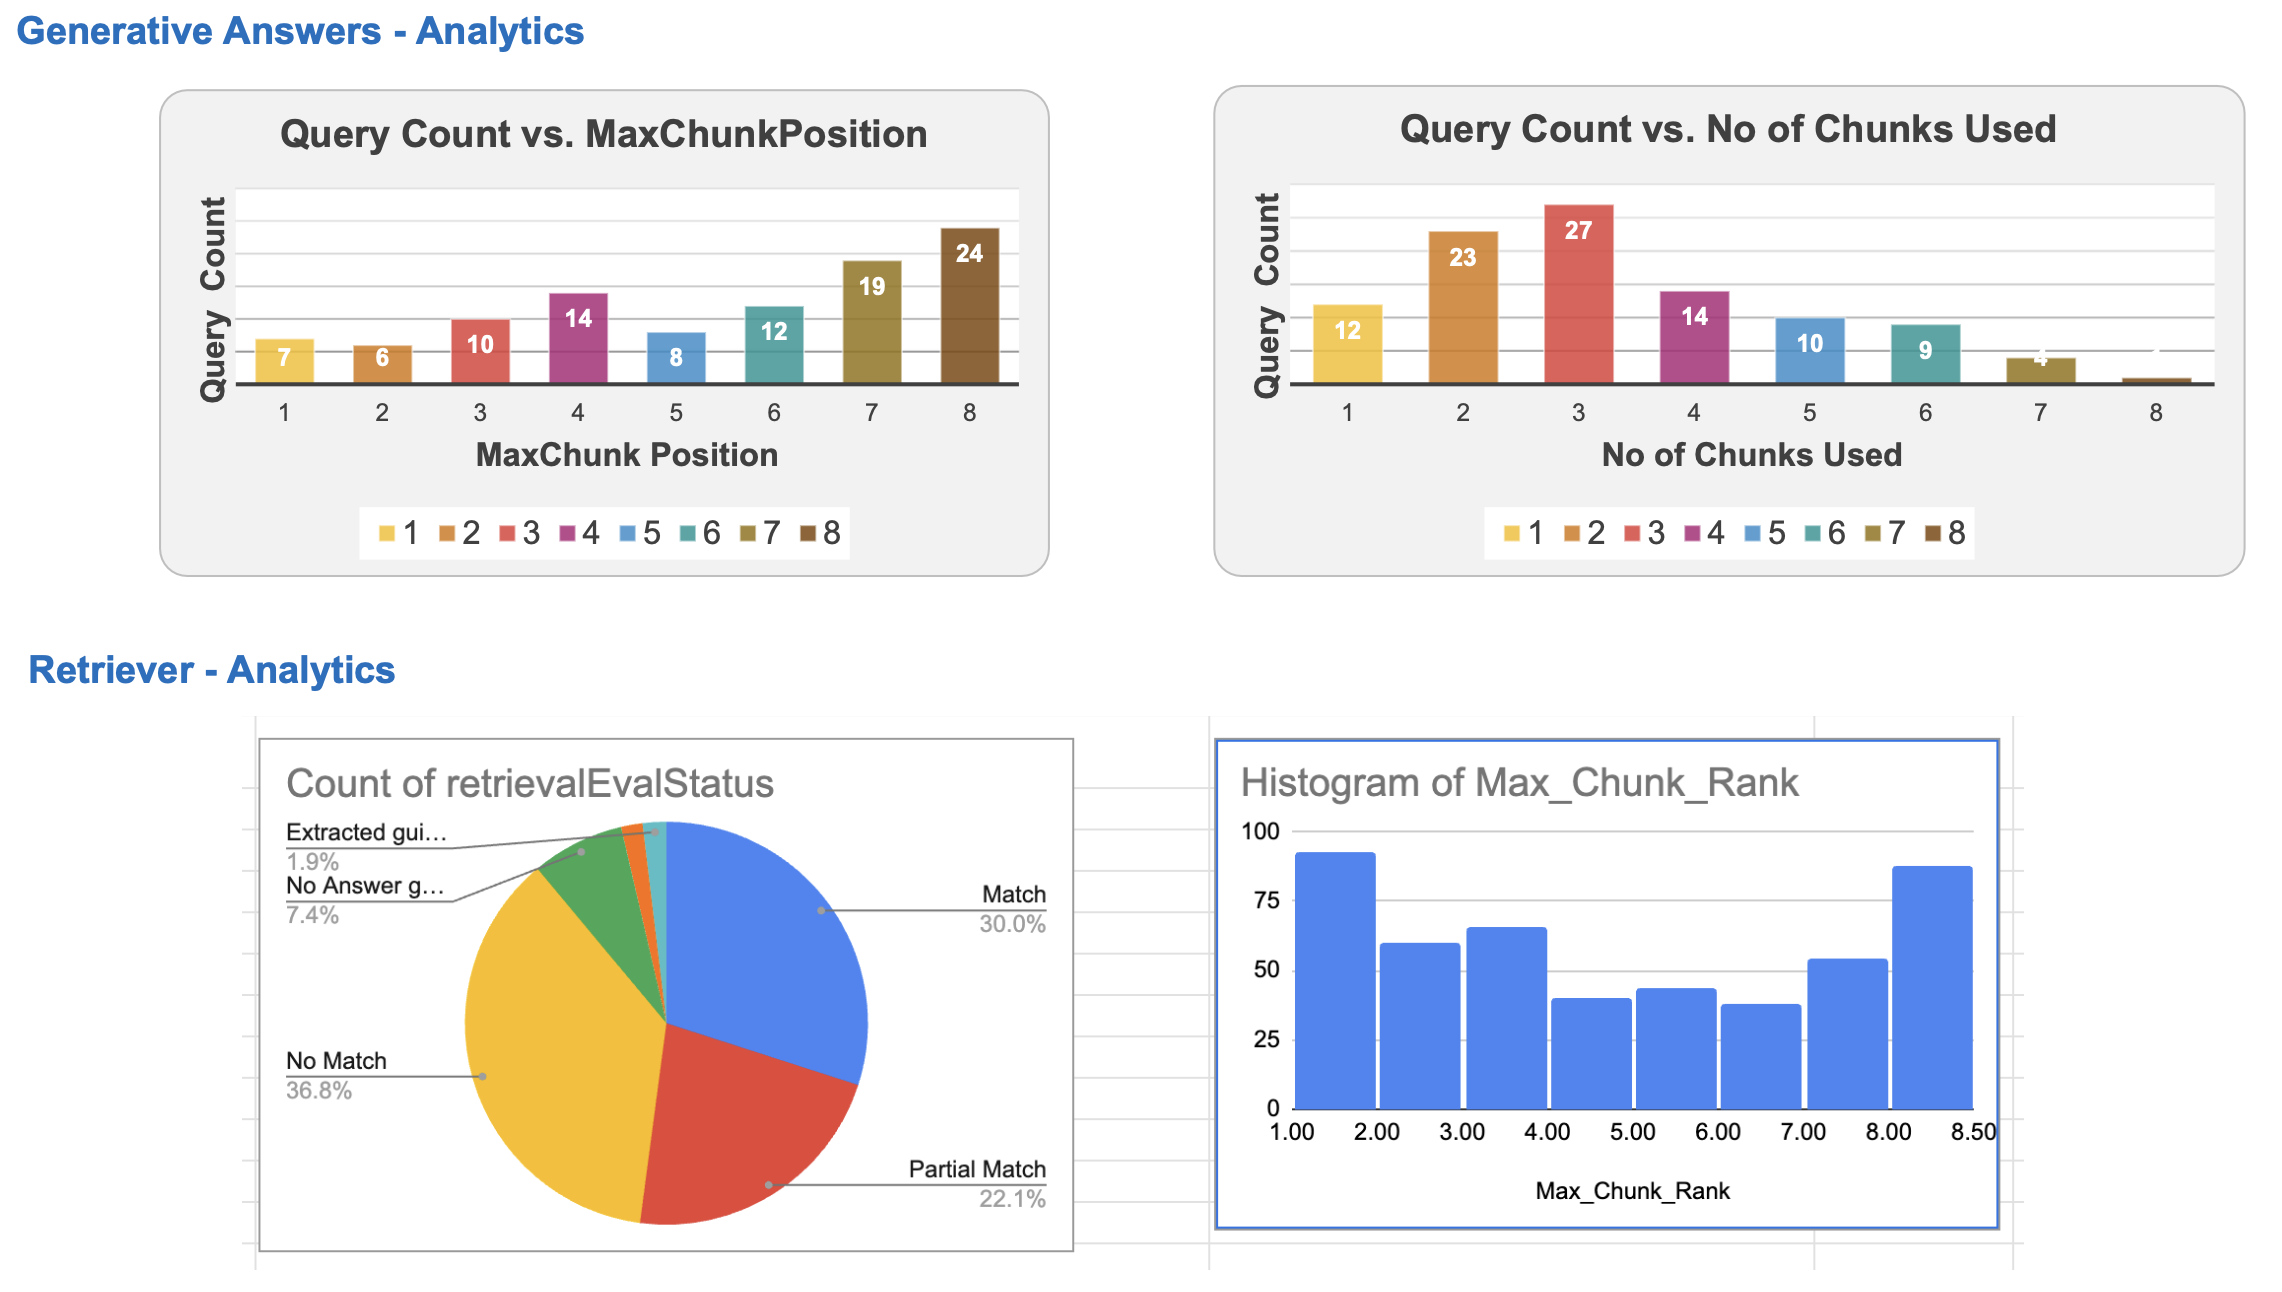 Generative Answers - Analytics
Query Count vs. MaxChunkPosition
Query Count
7
6
10
14
8
12
19
24
1 2 3 4 5 6 7 8
MaxChunk Position
1 2 3 4 5 6 7 8
Query Count vs. No of Chunks Used
Query Count
12
23
27
14
10
9
4
1 2 3 4 5 6 7 8
No of Chunks Used
1 2 3 4 5 6 7 8
Retriever - Analytics
Count of retrievalEvalStatus
Extracted gui...
1.9%
No Answer g...
7.4%
No Match
36.8%
Match
30.0%
Partial Match
22.1%
Histogram of Max_Chunk_Rank
100
75
50
25
0
1.00 2.00 3.00 4.00 5.00 6.00 7.00 8.00 8.50
Max_Chunk_Rank